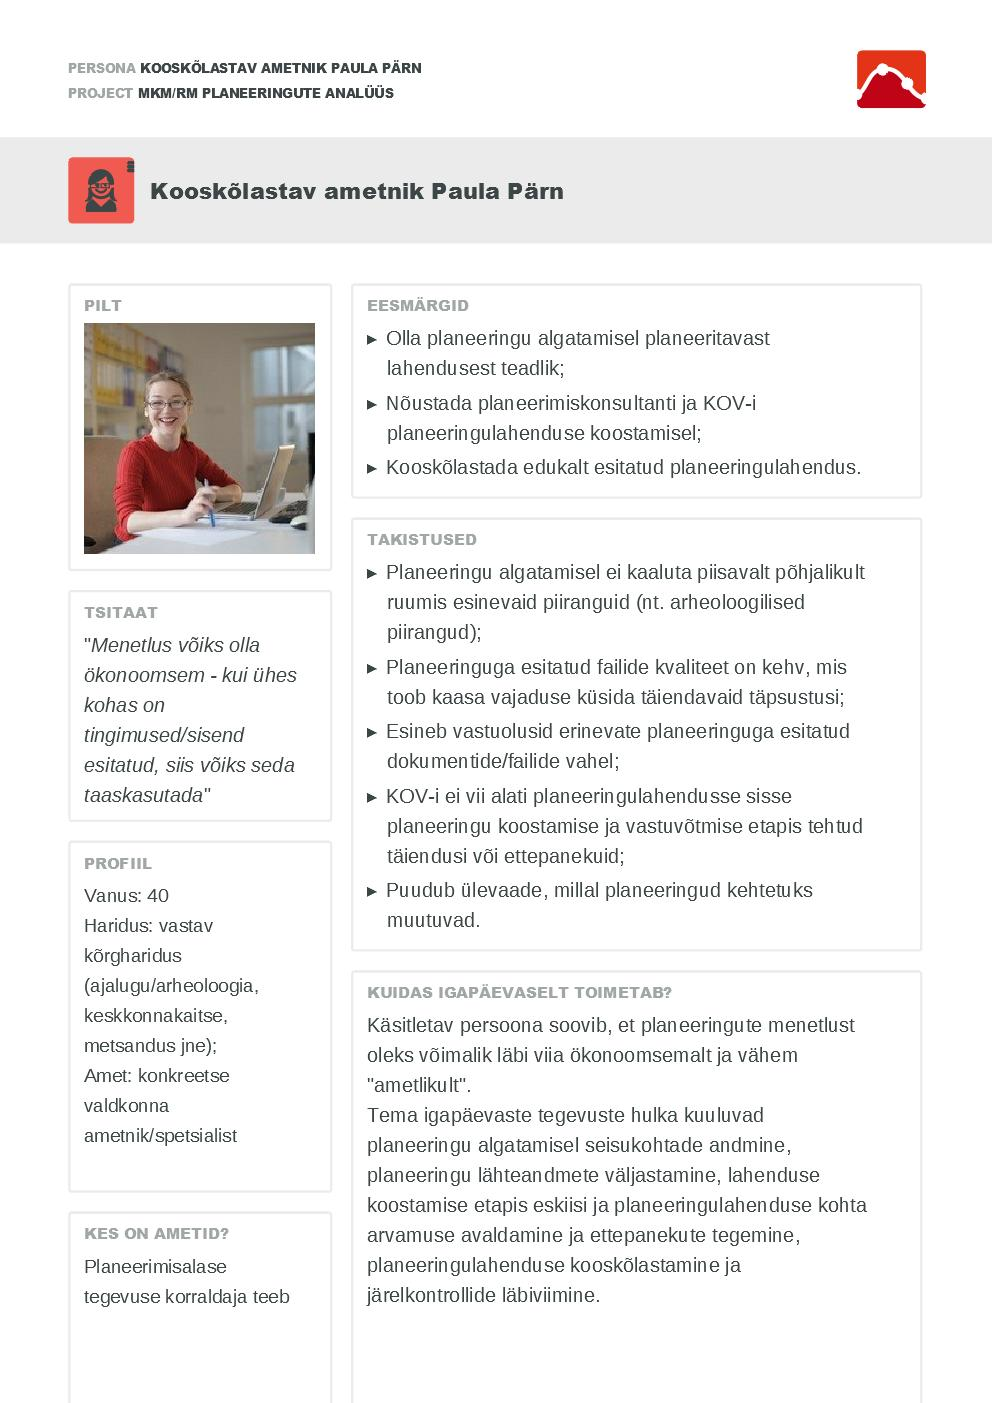 PERSONA KOOSKÕLASTAV AMETNIK PAULA PÄRN
PROJECT MKM/RM PLANEERINGUTE ANALÜÜS
Kooskõlastav ametnik Paula Pärn
PILT
TSITAAT
"Menetlus võiks olla
ökonoomsem - kui ühes
kohas on
tingimused/sisend
esitatud, siis võiks seda
taaskasutada"
PROFIIL
Vanus: 40
Haridus: vastav
kõrgharidus
(ajalugu/arheoloogia,
keskkonnakaitse,
metsandus jne);
Amet: konkreetse
valdkonna
ametnik/spetsialist
KES ON AMETID?
Planeerimisalase
tegevuse korraldaja teeb
EESMÄRGID
► Olla planeeringu algatamisel planeeritavast
lahendusest teadlik;
► Nõustada planeerimiskonsultanti ja KOV-i
planeeringulahenduse koostamisel;
► Kooskõlastada edukalt esitatud planeeringulahendus.
TAKISTUSED
► Planeeringu algatamisel ei kaaluta piisavalt põhjalikult
ruumis esinevaid piiranguid (nt. arheoloogilised
piirangud);
► Planeeringuga esitatud failide kvaliteet on kehv, mis
toob kaasa vajaduse küsida täiendavaid täpsustusi;
► Esineb vastuolusid erinevate planeeringuga esitatud
dokumentide/failide vahel;
► KOV-i ei vii alati planeeringulahendusse sisse
planeeringu koostamise ja vastuvõtmise etapis tehtud
täiendusi või ettepanekuid;
► Puudub ülevaade, millal planeeringud kehtetuks
muutuvad.
KUIDAS IGAPÄEVASELT TOIMETAB?
Käsitletav persoona soovib, et planeeringute menetlust
oleks võimalik läbi viia ökonoomsemalt ja vähem
"ametlikult".
Tema igapäevaste tegevuste hulka kuuluvad
planeeringu algatamisel seisukohtade andmine,
planeeringu lähteandmete väljastamine, lahenduse
koostamise etapis eskiisi ja planeeringulahenduse kohta
arvamuse avaldamine ja ettepanekute tegemine,
planeeringulahenduse kooskõlastamine ja
järelkontrollide läbiviimine.